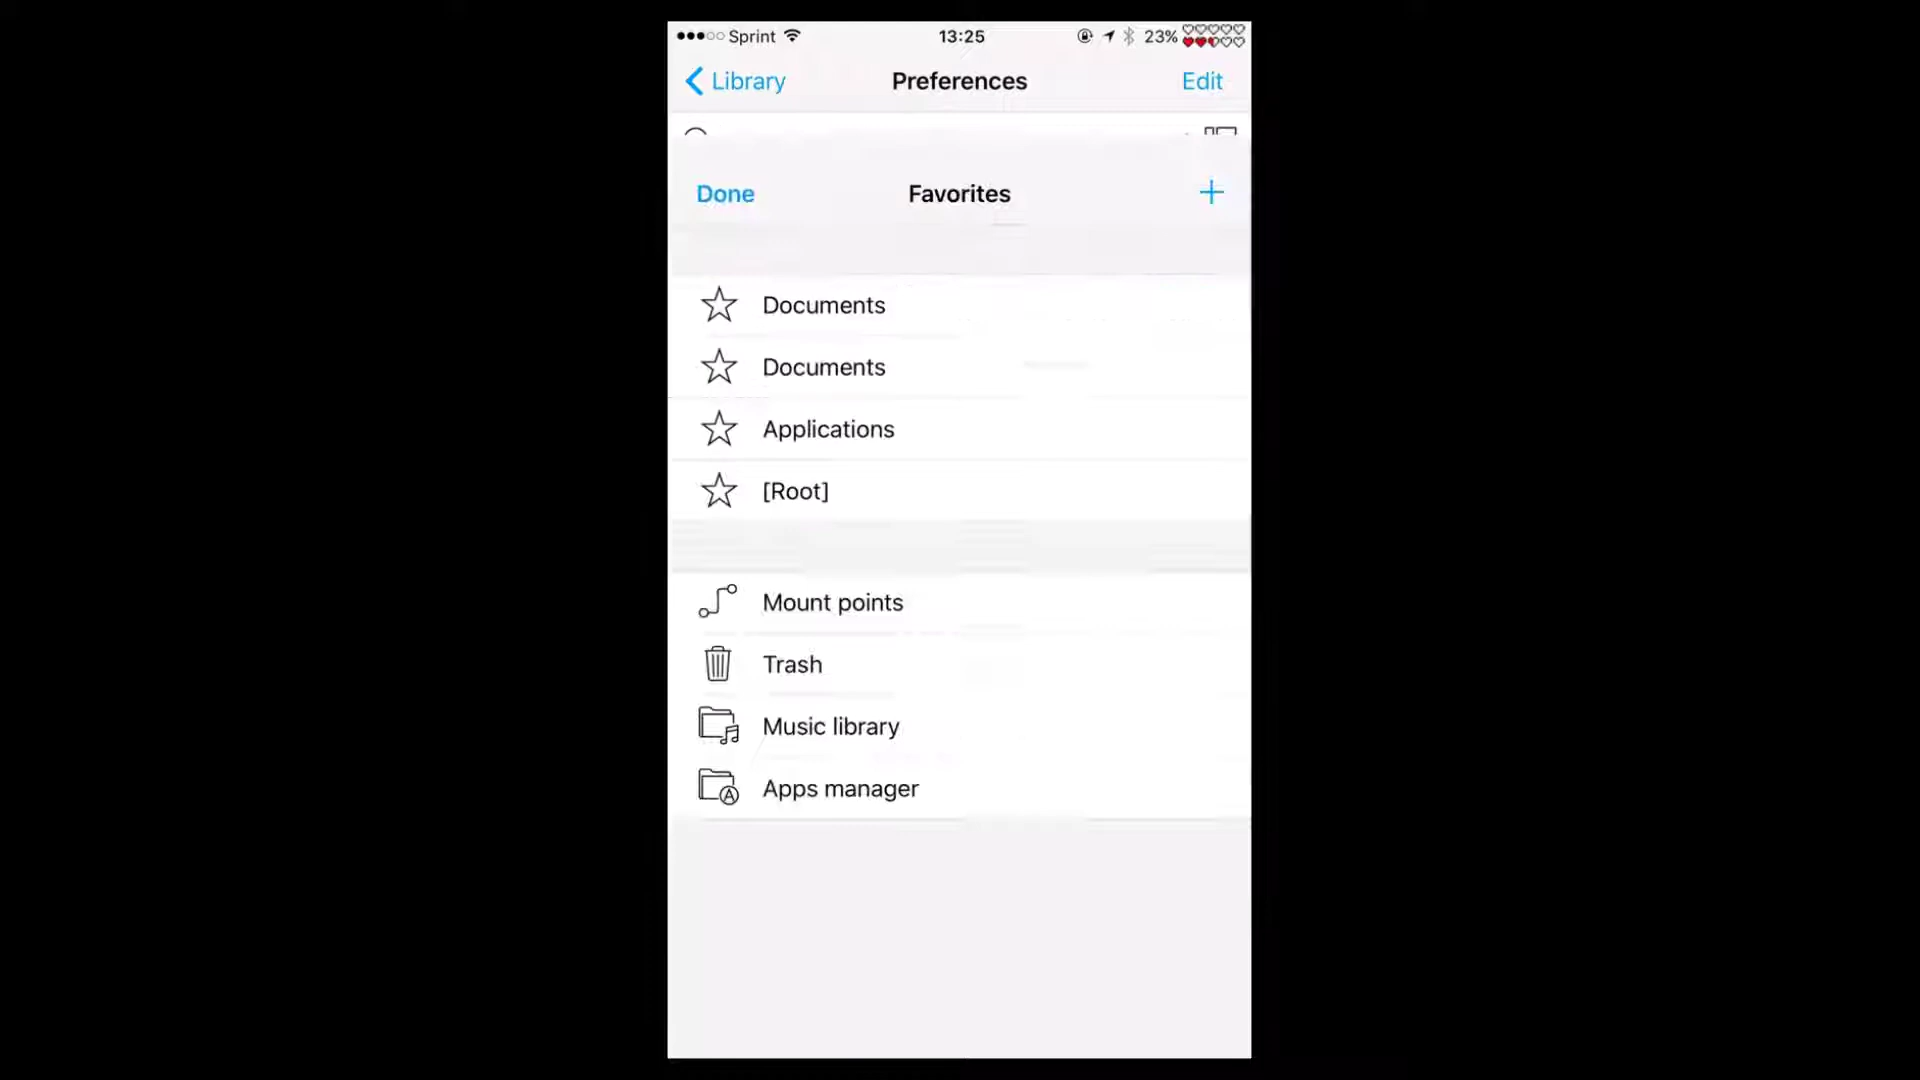 Sprint 13:25 23%
Library Preferences Edit
Done Favorites
Documents
Documents
Applications
[Root]
Mount points
Trash
Music library
Apps manager